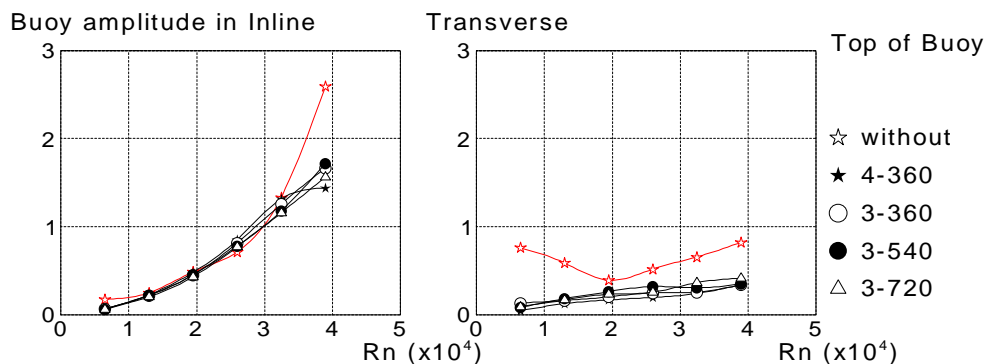 Buoy amplitude in Inline
3
2
1
0
0 1 2 3 4 5
Rn (x10⁴)
Transverse
3
2
1
0
0 1 2 3 4 5
Rn (x10⁴)
Top of Buoy
without
4-360
3-360
3-540
3-720